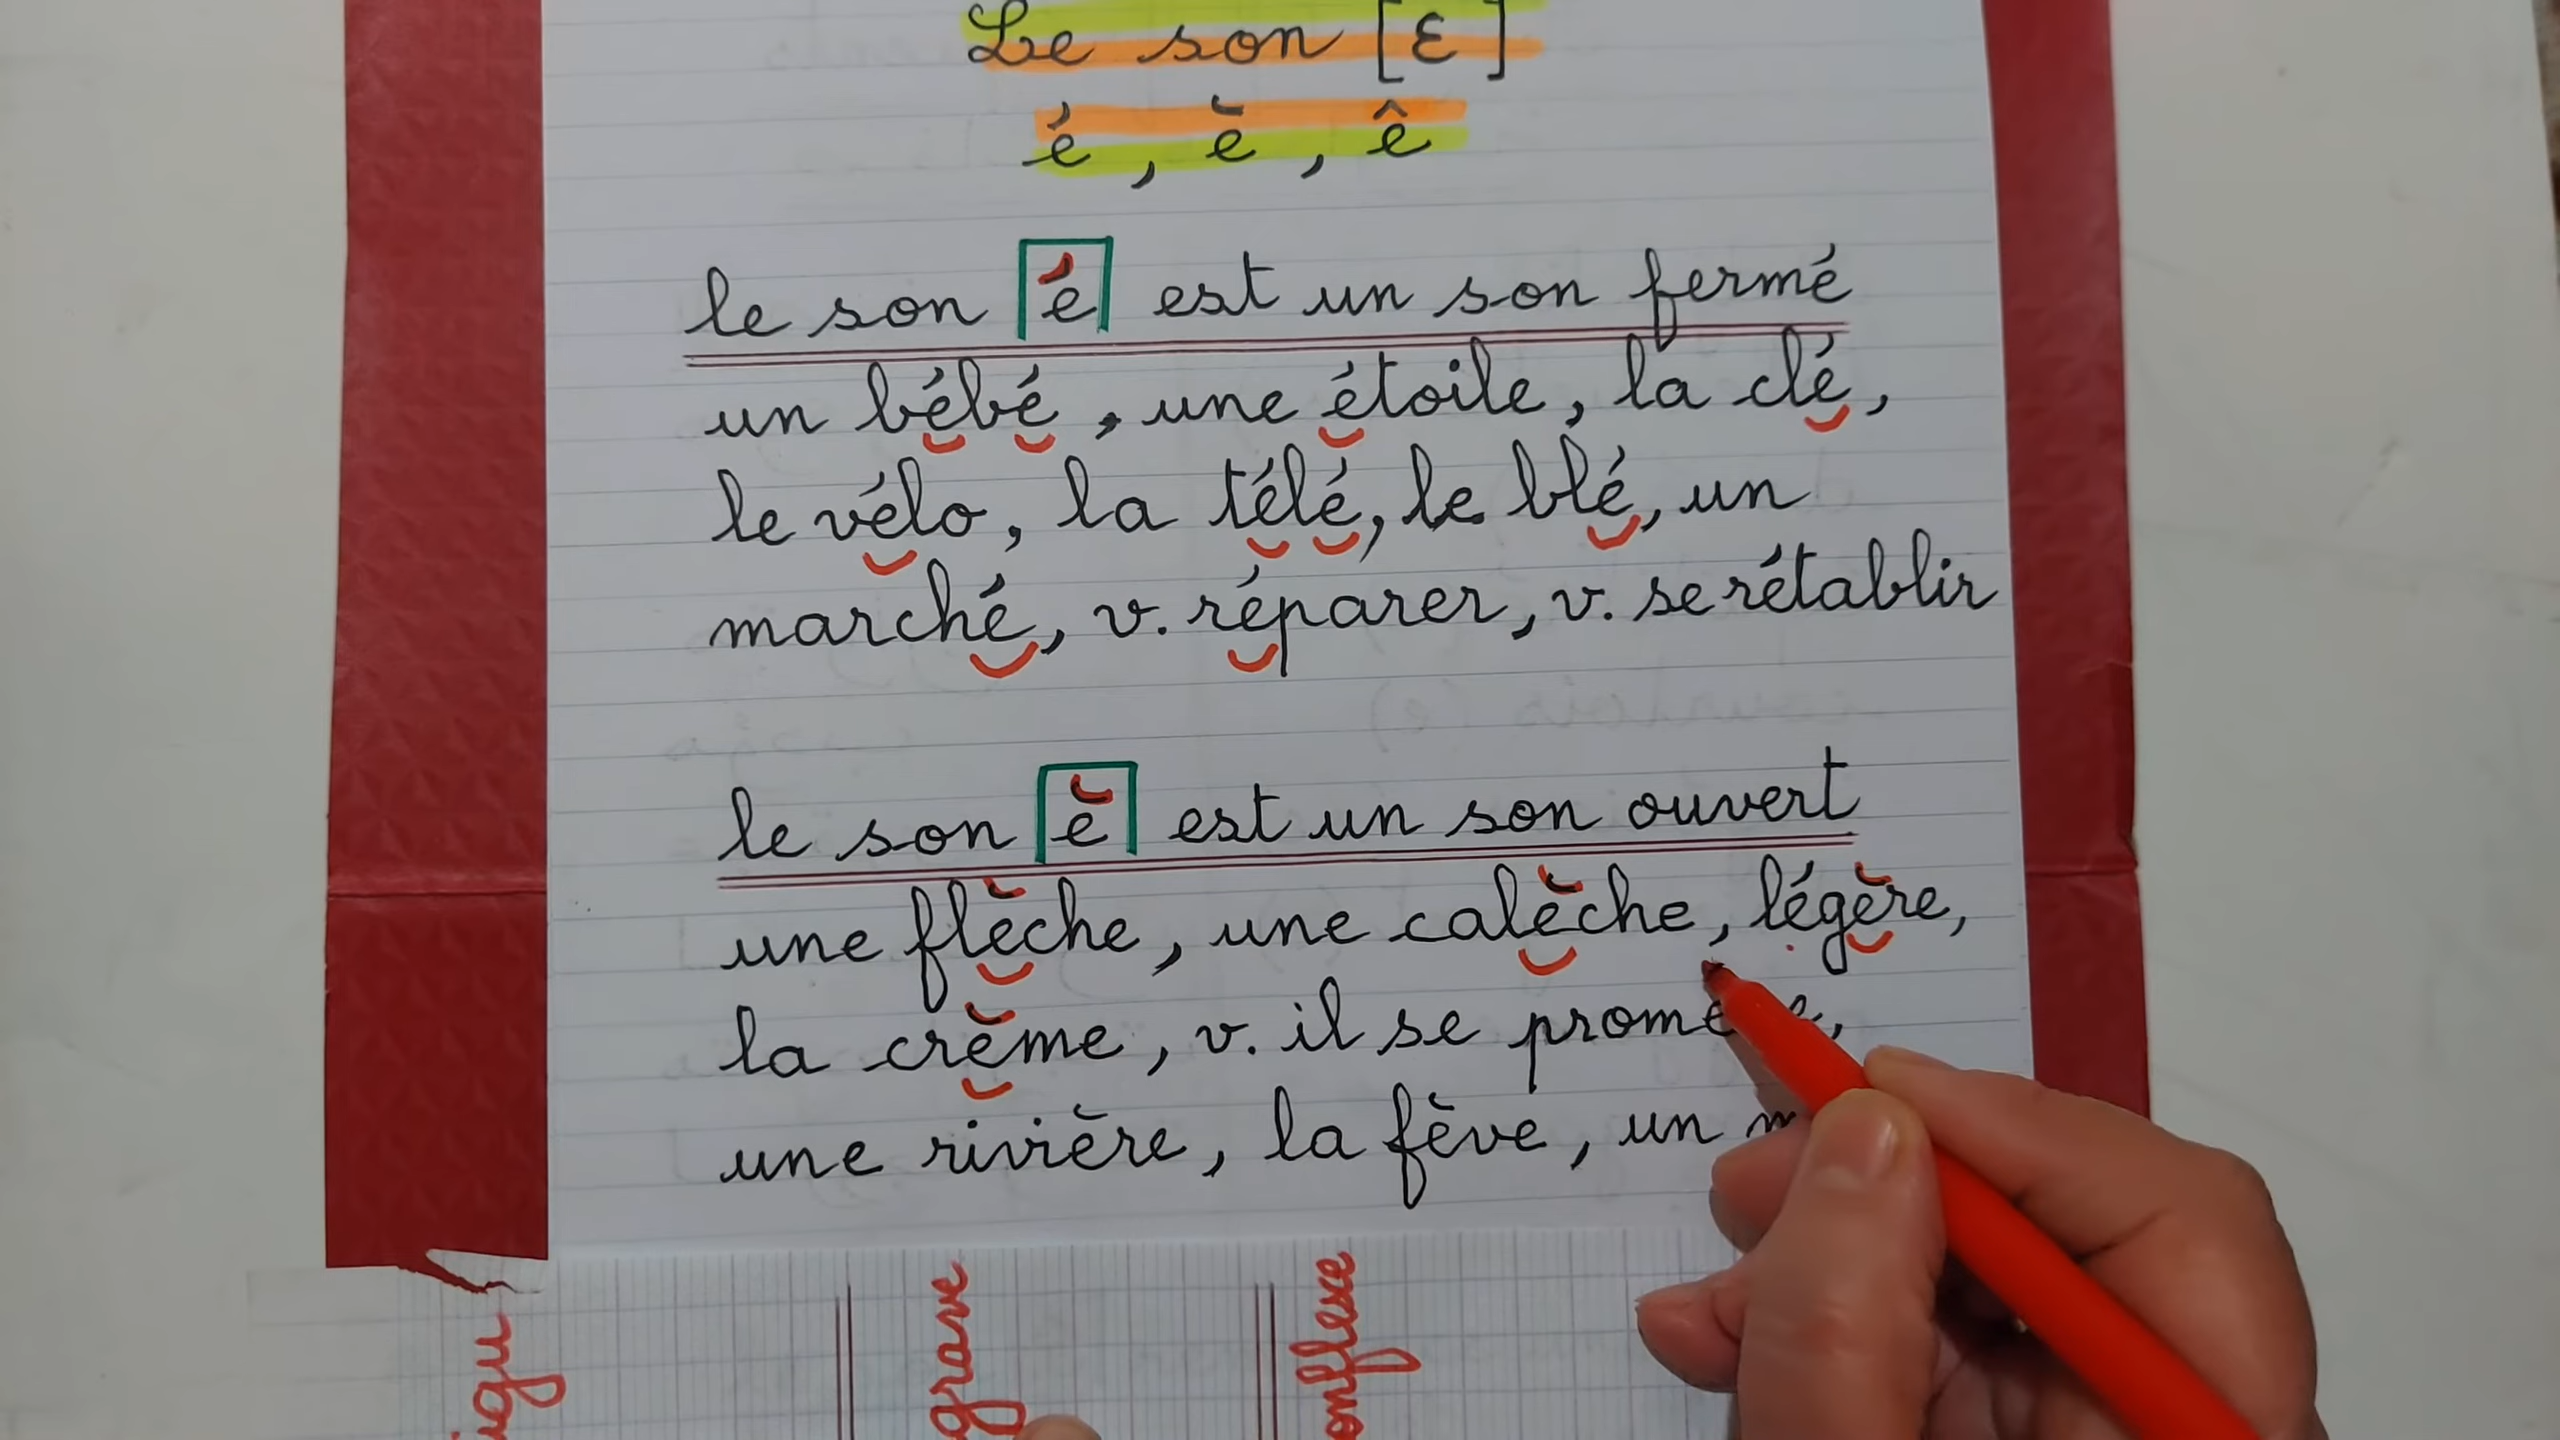 Le son [ɛ]
é, è, ê
le son é est un son fermé
un bébé, une étoile, la clé,
le vélo, la télé, le blé, un
marché, v. réparer, v. se rétablir
le son è est un son ouvert
une flèche, une calèche, légère,
la crème, v. il se
une rivière, la fève, un
grave